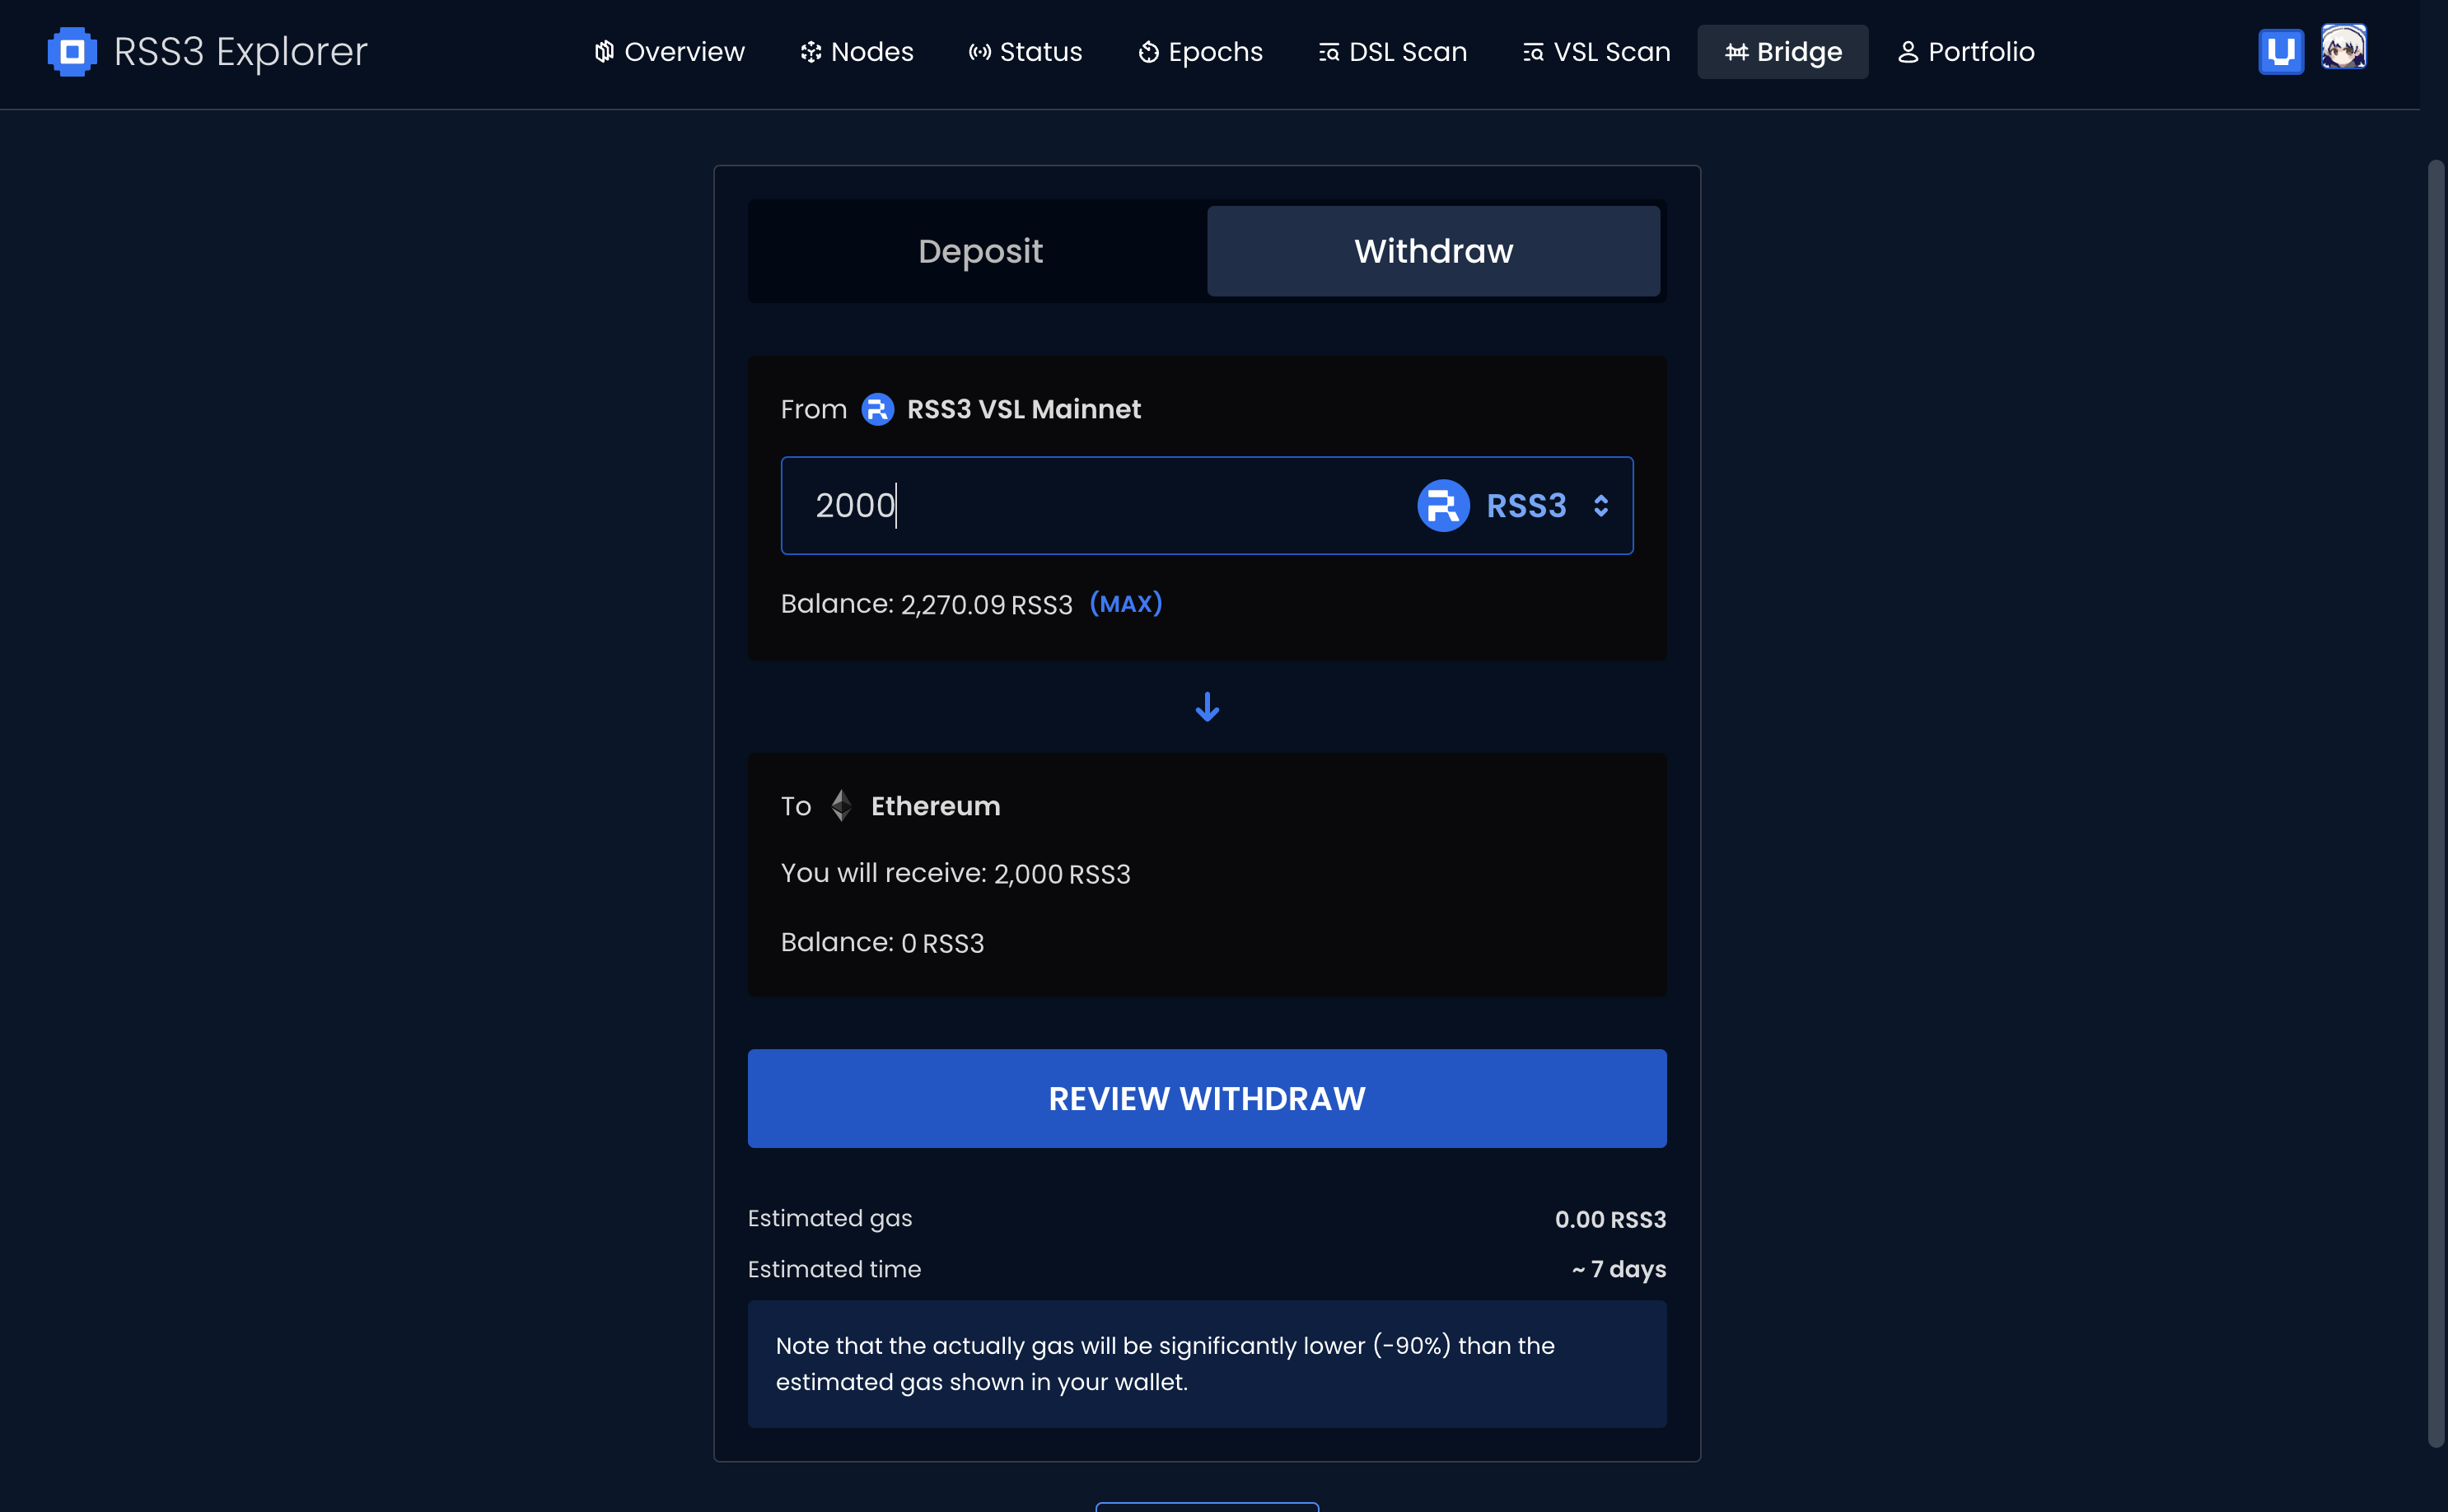 RSS3 Explorer
Overview
Nodes
Status
Epochs
DSL Scan
VSL Scan
Bridge
Portfolio
Deposit
Withdraw
From RSS3 VSL Mainnet
2000
RSS3
Balance: 2,270.09 RSS3 (MAX)
To Ethereum
You will receive: 2,000 RSS3
Balance: 0 RSS3
REVIEW WITHDRAW
Estimated gas
0.00 RSS3
Estimated time
~ 7 days
Note that the actually gas will be significantly lower (-90%) than the
estimated gas shown in your wallet.